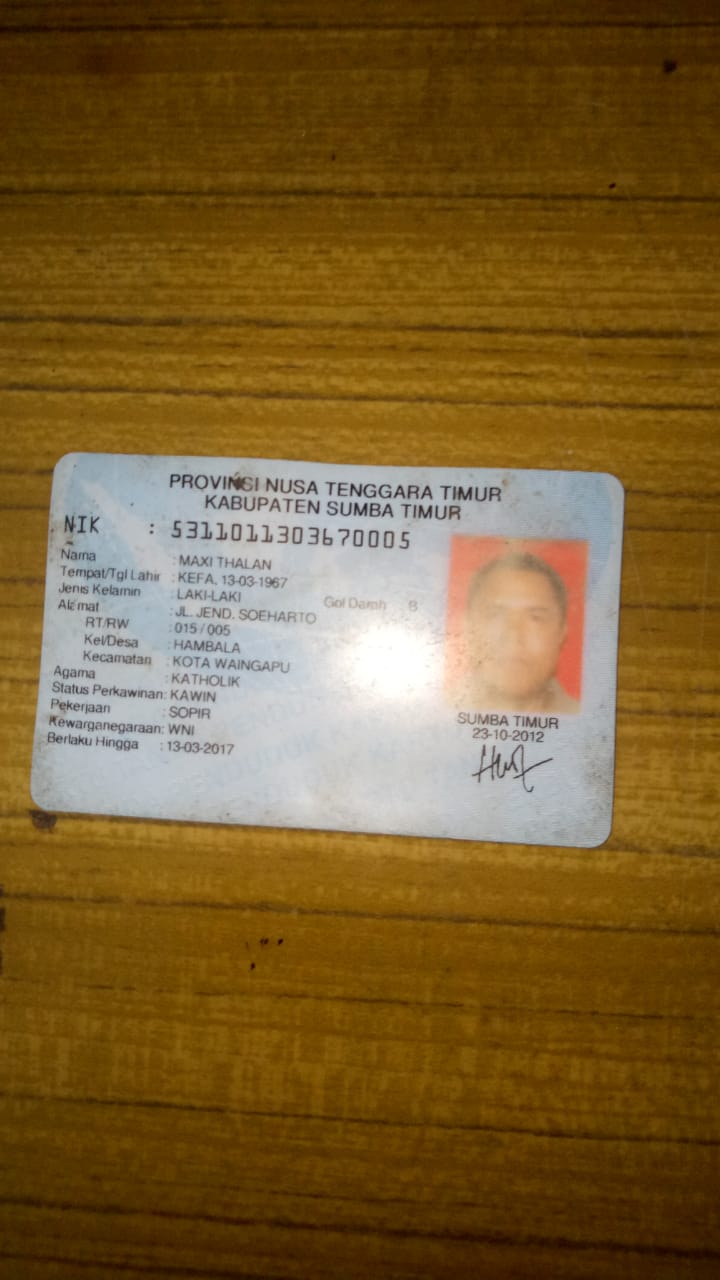 PROVINSI NUSA TENGGARA TIMUR
KABUPATEN SUMBA TIMUR
NIK : 5311011303670005
Nama : MAXI THALAN
Tempat/Tgl Lahir : KEFA, 13-03-1967
Jenis Kelamin : LAKI-LAKI Gol Darah : B
Alamat : JL. JEND. SOEHARTO
RT/RW : 015 / 005
Kel/Desa : HAMBALA
Kecamatan : KOTA WAINGAPU
Agama : KATHOLIK
Status Perkawinan: KAWIN
Pekerjaan : SOPIR
Kewarganegaraan: WNI
Berlaku Hingga : 13-03-2017
SUMBA TIMUR
23-10-2012